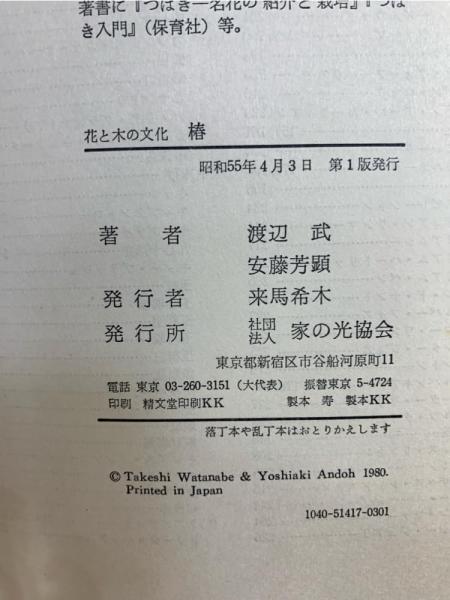 著書に『つばき―名花の紹介と栽培』『つば
き入門』(保育社)等。
花と木の文化 椿
昭和55年4月3日 第1版発行
著者 渡辺 武
安藤芳顕
発行者 来馬希木
発行所 社団法人 家の光協会
東京都新宿区市谷船河原町11
電話 東京 03-260-3151(大代表) 振替東京 5-4724
印刷 精文堂印刷KK 製本 寿 製本KK
落丁本や乱丁本はおとりかえします
© Takeshi Watanabe & Yoshiaki Andoh 1980.
Printed in Japan
1040-51417-0301